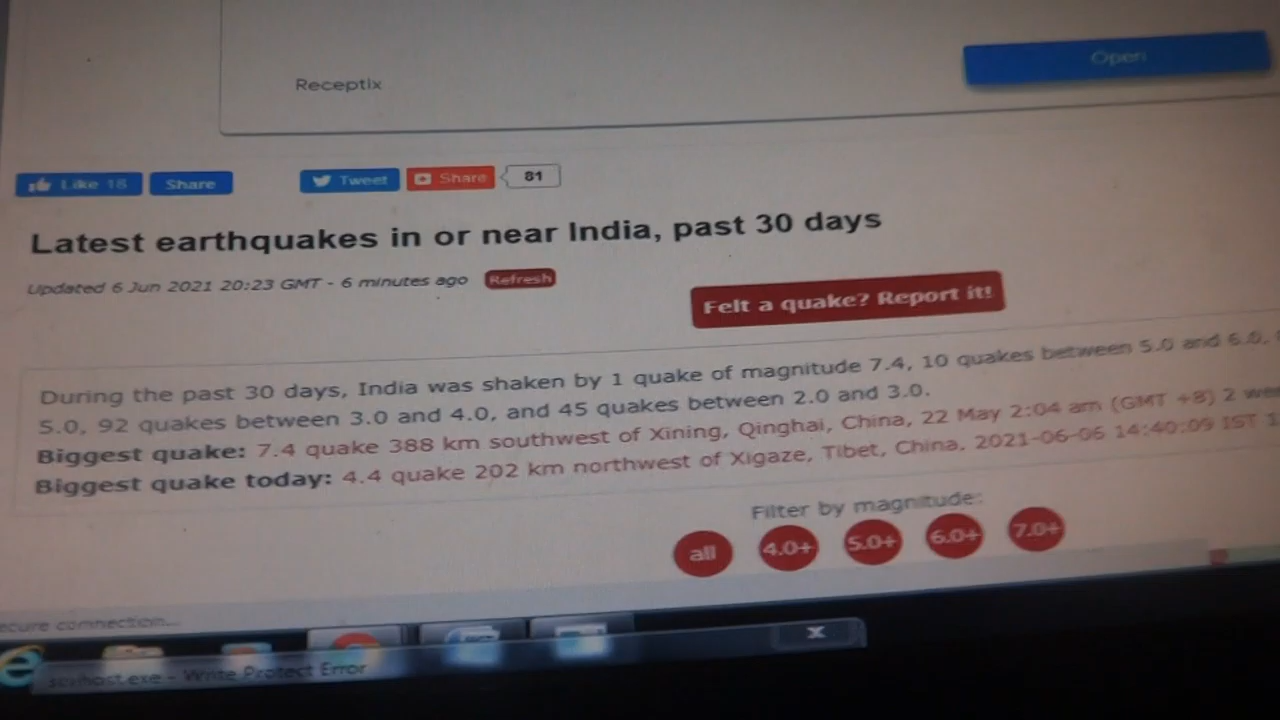 Receptix
Open
Like 18
Share
Tweet
Share
81
Latest earthquakes in or near India, past 30 days
Updated 6 Jun 2021 20:23 GMT - 6 minutes ago
Refresh
Felt a quake? Report it!
During the past 30 days, India was shaken by 1 quake of magnitude 7.4, 10 quakes between 5.0 and 6.0,
5.0, 92 quakes between 3.0 and 4.0, and 45 quakes between 2.0 and 3.0.
Biggest quake: 7.4 quake 388 km southwest of Xining, Qinghai, China, 22 May 2:04 am (GMT +8) 2
Biggest quake today: 4.4 quake 202 km northwest of Xigaze, Tibet, China, 2021-06-06 14:40:09 IST
Filter by magnitude:
all
4.0+
5.0+
6.0+
7.0+
connection...
X
- Write Protect Error